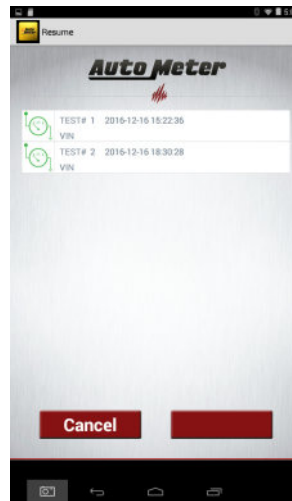 Resume
Auto Meter
TEST# 1 2016-12-16 15:22:36
VIN
TEST# 2 2016-12-16 18:30:28
VIN
Cancel